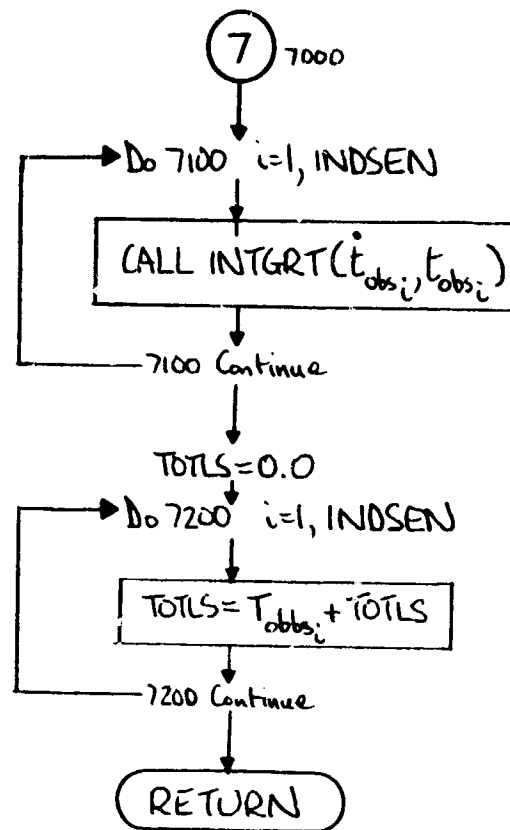 7 7000
Do 7100 i=1, INDSEN
CALL INTGRT(ṫobsᵢ, tobsᵢ)
7100 Continue
TOTLS=0.0
Do 7200 i=1, INDSEN
TOTLS=Tobbsᵢ+TOTLS
7200 Continue
RETURN